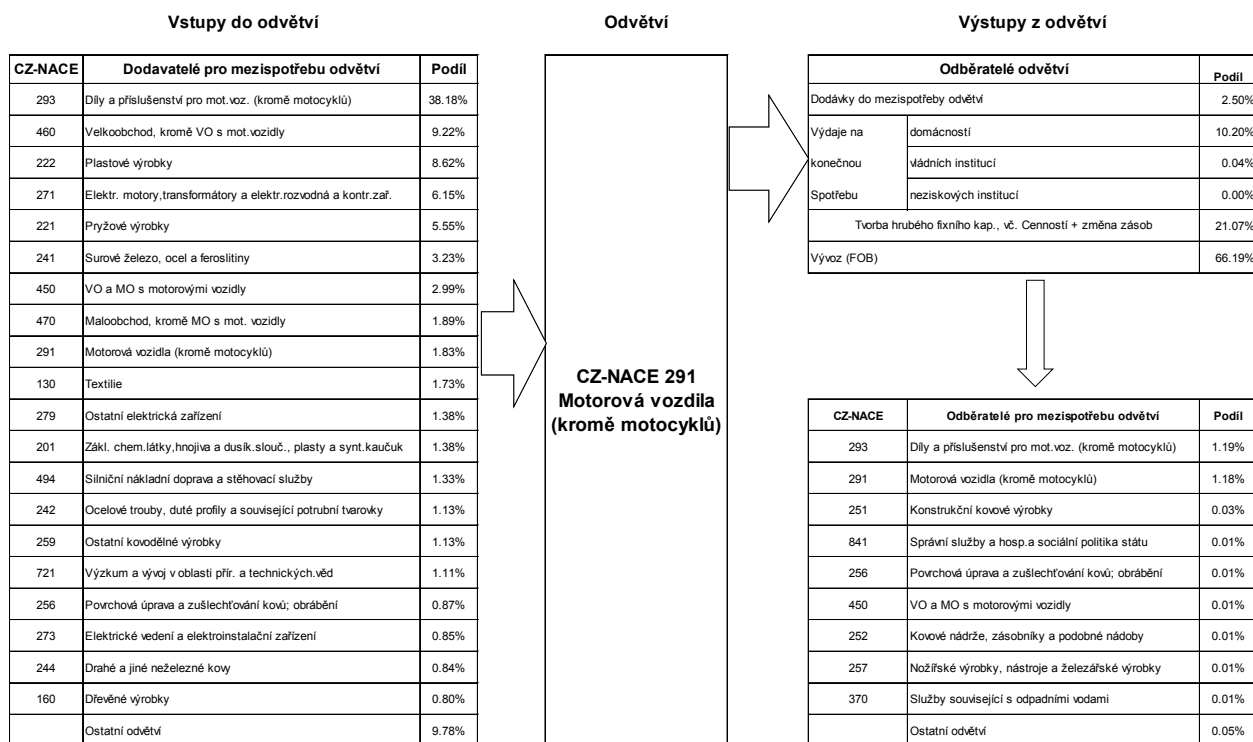 Vstupy do odvětví
Odvětví
Výstupy z odvětví
CZ-NACE Dodavatelé pro mezispotřebu odvětví Podíl
293 Díly a příslušenství pro mot.voz. (kromě motocyklů) 38.18%
460 Velkoobchod, kromě VO s mot.vozidly 9.22%
222 Plastové výrobky 8.62%
271 Elektr. motory,transformátory a elektr.rozvodná a kontr.zař. 6.15%
221 Pryžové výrobky 5.55%
241 Surové železo, ocel a feroslitiny 3.23%
450 VO a MO s motorovými vozidly 2.99%
470 Maloobchod, kromě MO s mot. vozidly 1.89%
291 Motorová vozidla (kromě motocyklů) 1.83%
130 Textilie 1.73%
279 Ostatní elektrická zařízení 1.38%
201 Zákl. chem.látky,hnojiva a dusík.slouč., plasty a synt.kaučuk 1.38%
494 Silniční nákladní doprava a stěhovací služby 1.33%
242 Ocelové trouby, duté profily a související potrubní tvarovky 1.13%
259 Ostatní kovodělné výrobky 1.13%
721 Výzkum a vývoj v oblasti přír. a technických.věd 1.11%
256 Povrchová úprava a zušlechťování kovů; obrábění 0.87%
273 Elektrické vedení a elektroinstalační zařízení 0.85%
244 Drahé a jiné neželezné kovy 0.84%
160 Dřevěné výrobky 0.80%
Ostatní odvětví 9.78%
CZ-NACE 291
Motorová vozdila
(kromě motocyklů)
Odběratelé odvětví Podíl
Dodávky do mezispotřeby odvětví 2.50%
Výdaje na domácností 10.20%
konečnou vládních institucí 0.04%
Spotřebu neziskových institucí 0.00%
Tvorba hrubého fixního kap., vč. Cenností + změna zásob 21.07%
Vývoz (FOB) 66.19%
CZ-NACE Odběratelé pro mezispotřebu odvětví Podíl
293 Díly a příslušenství pro mot.voz. (kromě motocyklů) 1.19%
291 Motorová vozidla (kromě motocyklů) 1.18%
251 Konstrukční kovové výrobky 0.03%
841 Správní služby a hosp.a sociální politika státu 0.01%
256 Povrchová úprava a zušlechťování kovů; obrábění 0.01%
450 VO a MO s motorovými vozidly 0.01%
252 Kovové nádrže, zásobníky a podobné nádoby 0.01%
257 Nožířské výrobky, nástroje a železářské výrobky 0.01%
370 Služby související s odpadními vodami 0.01%
Ostatní odvětví 0.05%